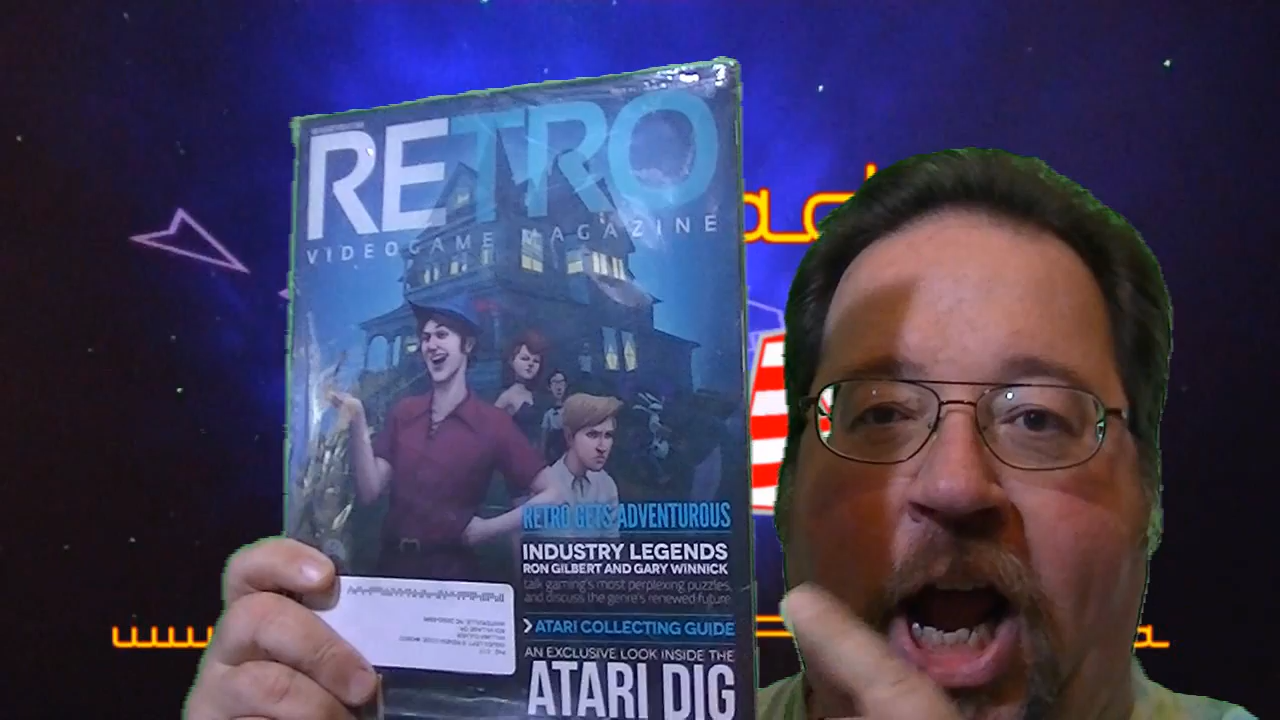 RETRO
VIDEOGAME MAGAZINE
RETRO GETS ADVENTUROUS
INDUSTRY LEGENDS
RON GILBERT AND GARY WINNICK
talk gaming's most perplexing puzzles,
and discuss the genre's renewed future
ATARI COLLECTING GUIDE
AN EXCLUSIVE LOOK INSIDE THE
ATARI DIG